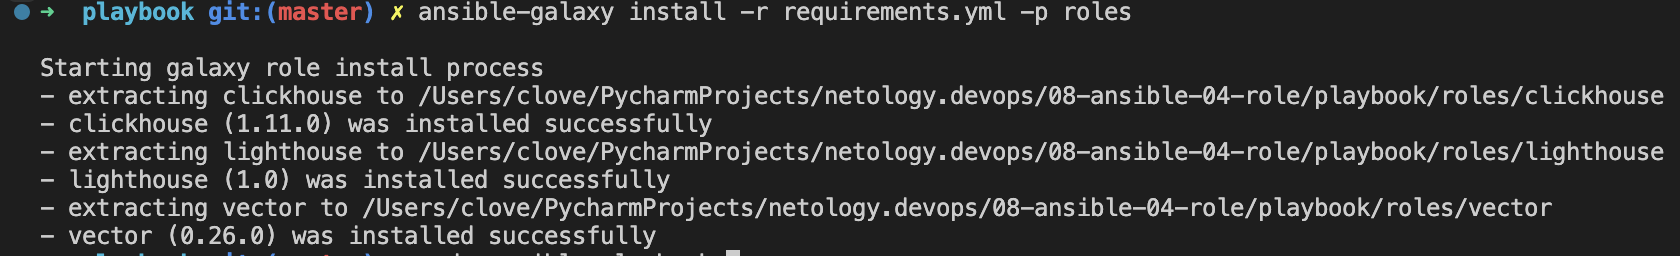 ➜ playbook git:(master) ✗ ansible-galaxy install -r requirements.yml -p roles
Starting galaxy role install process
- extracting clickhouse to /Users/clove/PycharmProjects/netology.devops/08-ansible-04-role/playbook/roles/clickhouse
- clickhouse (1.11.0) was installed successfully
- extracting lighthouse to /Users/clove/PycharmProjects/netology.devops/08-ansible-04-role/playbook/roles/lighthouse
- lighthouse (1.0) was installed successfully
- extracting vector to /Users/clove/PycharmProjects/netology.devops/08-ansible-04-role/playbook/roles/vector
- vector (0.26.0) was installed successfully